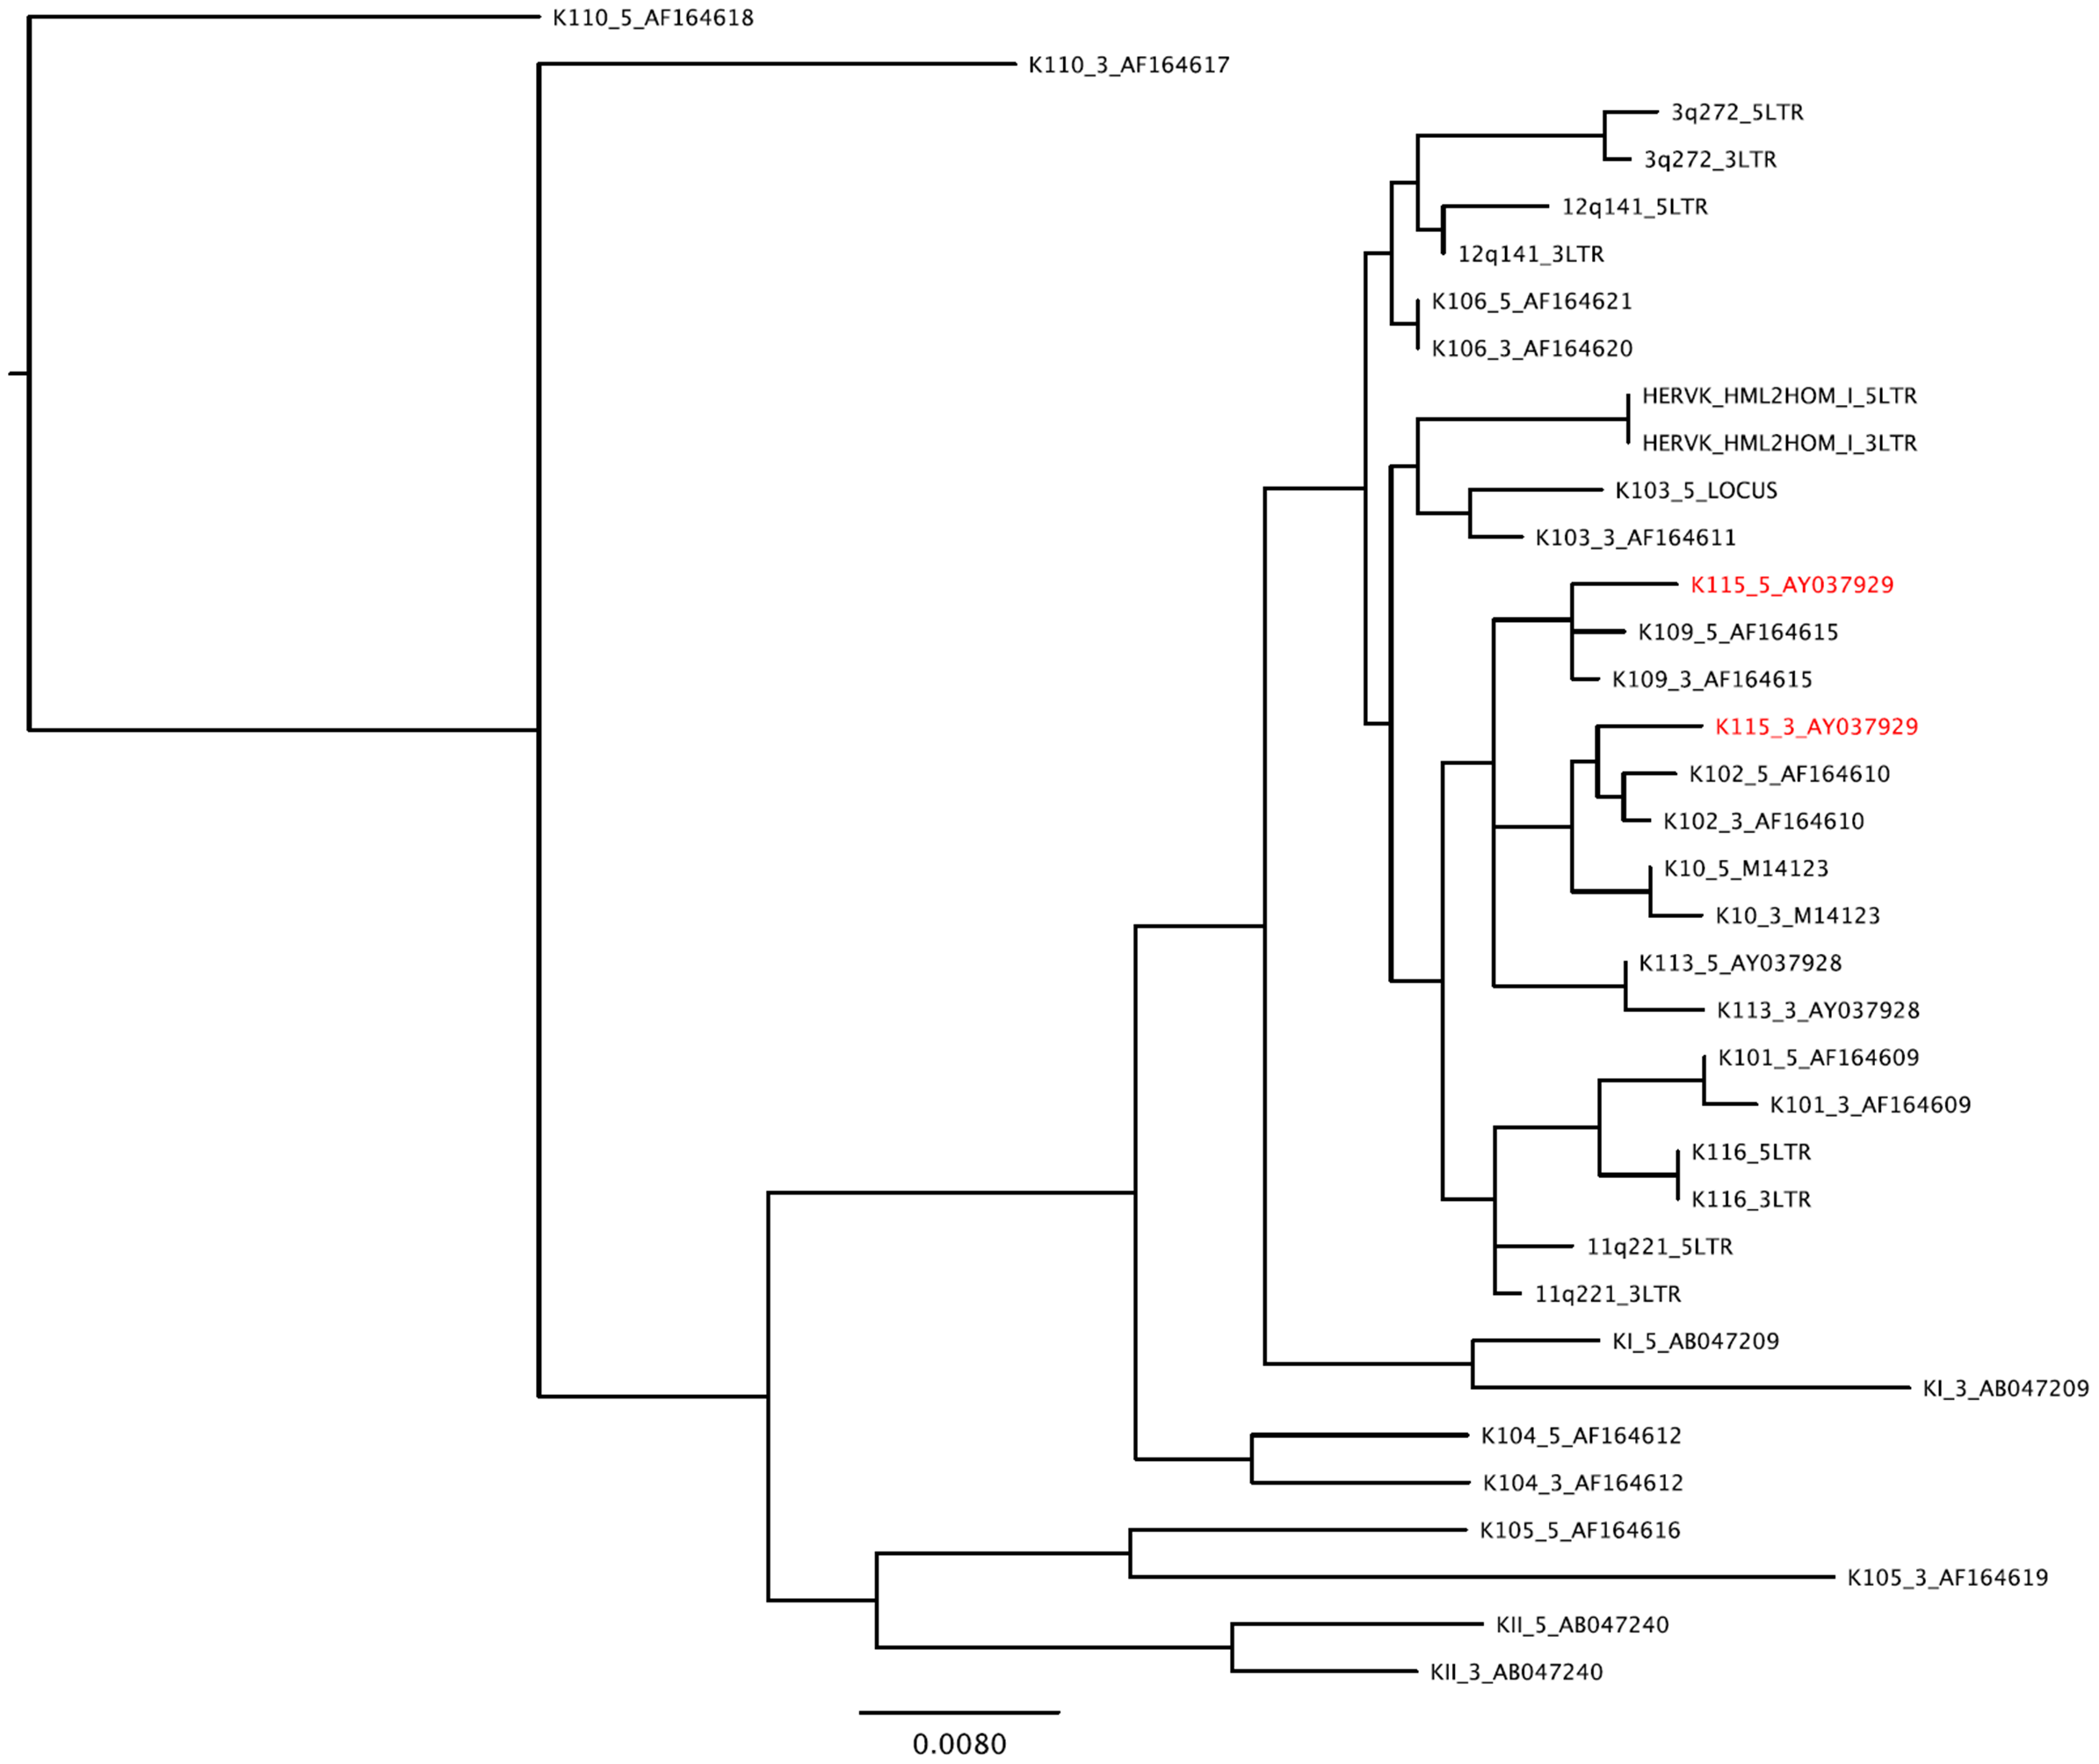 K110_5_AF164618
K110_3_AF164617
3q272_5LTR
3q272_3LTR
12q141_5LTR
12q141_3LTR
K106_5_AF164621
K106_3_AF164620
HERVK_HML2HOM_I_5LTR
HERVK_HML2HOM_I_3LTR
K103_5_LOCUS
K103_3_AF164611
K115_5_AY037929
K109_5_AF164615
K109_3_AF164615
K115_3_AY037929
K102_5_AF164610
K102_3_AF164610
K10_5_M14123
K10_3_M14123
K113_5_AY037928
K113_3_AY037928
K101_5_AF164609
K101_3_AF164609
K116_5LTR
K116_3LTR
11q221_5LTR
11q221_3LTR
KI_5_AB047209
KI_3_AB047209
K104_5_AF164612
K104_3_AF164612
K105_5_AF164616
K105_3_AF164619
KII_5_AB047240
KII_3_AB047240
0.0080